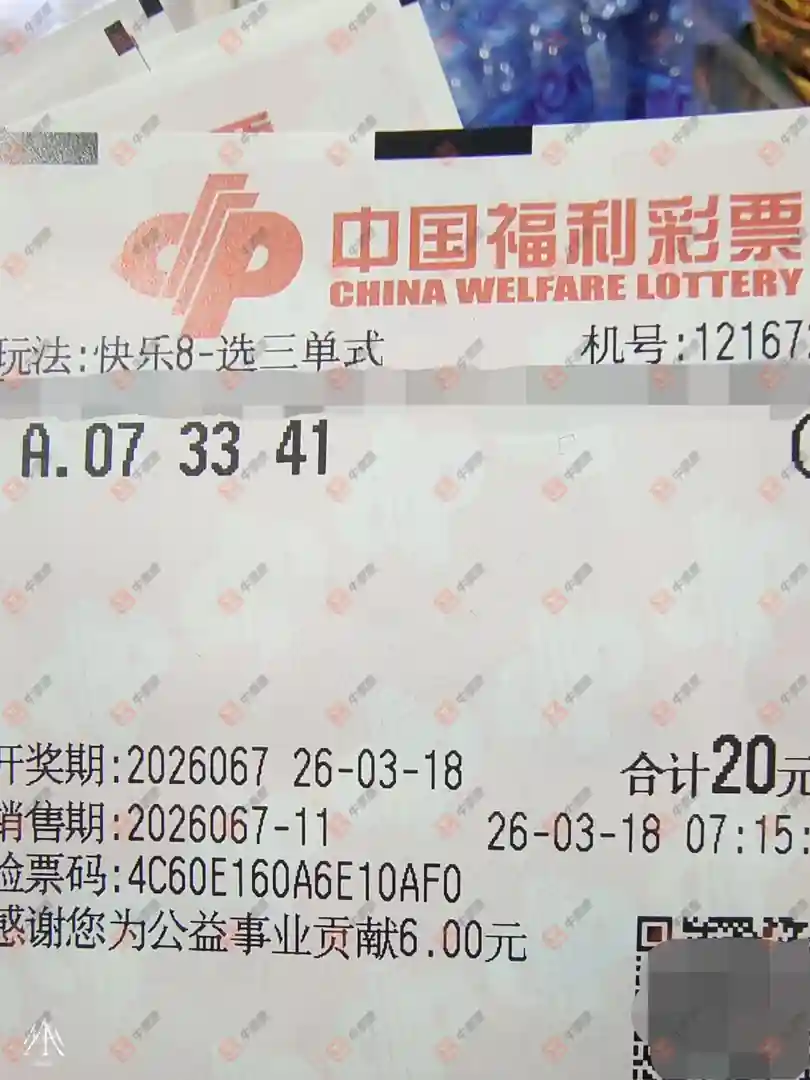 中国福利彩票
CHINA WELFARE LOTTERY
玩法:快乐8-选三单式 机号:12167
A.07 33 41
开奖期:2026067 26-03-18 合计20元
销售期:2026067-11 26-03-18 07:15:
验票码:4C60E160A6E10AF0
感谢您为公益事业贡献6.00元